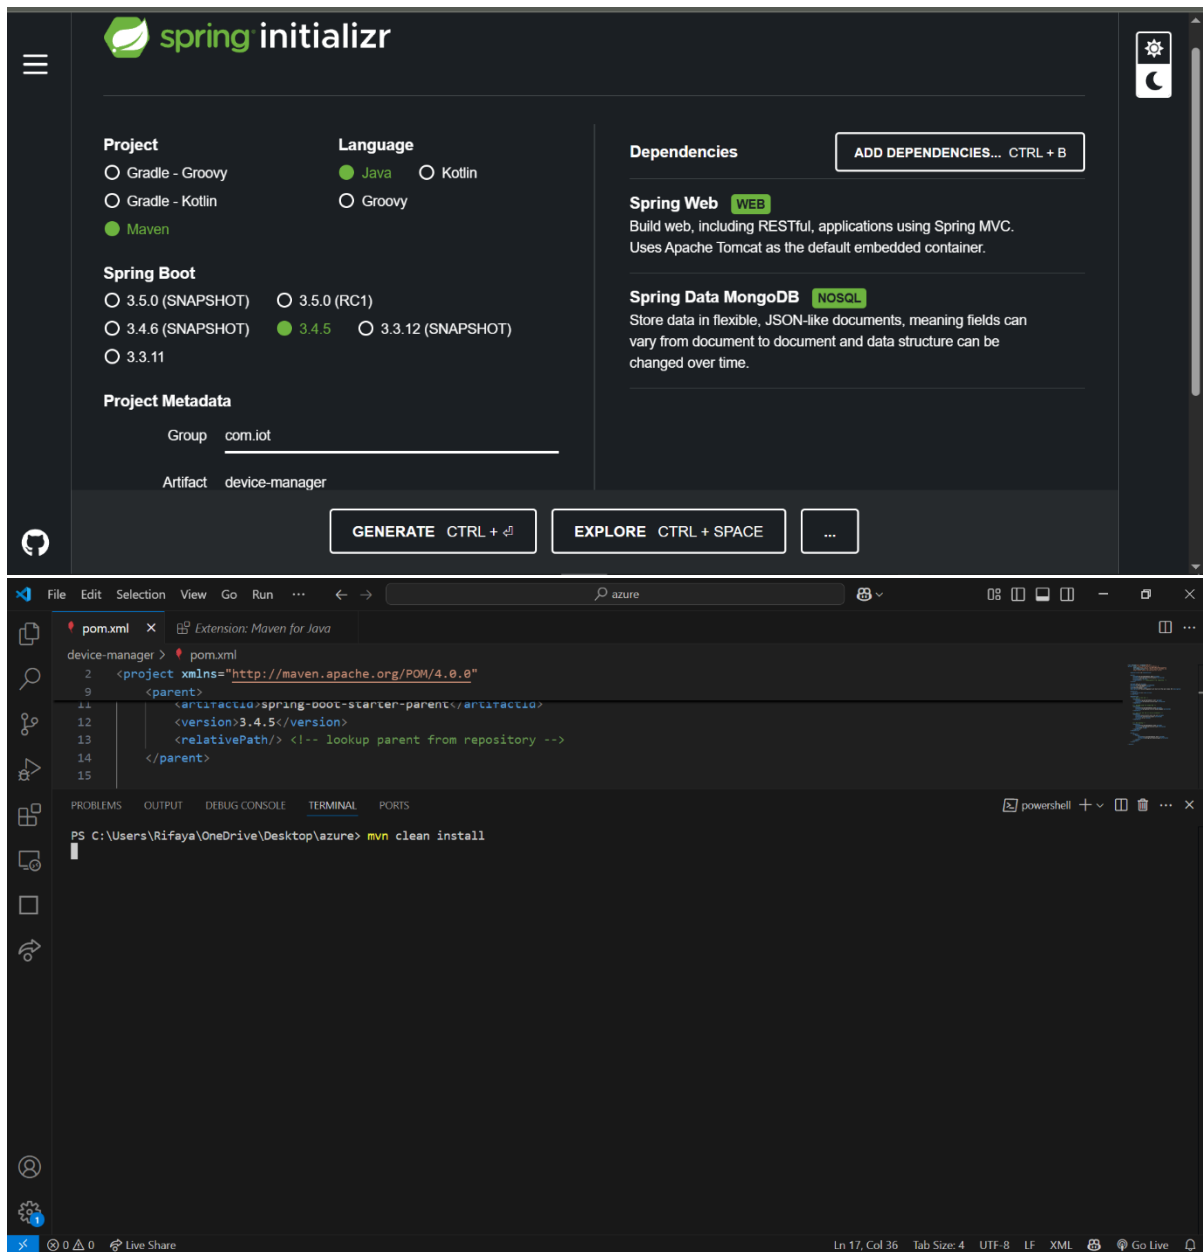 spring initializr
Project
Gradle - Groovy
Gradle - Kotlin
Maven
Language
Java Kotlin
Groovy
Spring Boot
3.5.0 (SNAPSHOT) 3.5.0 (RC1)
3.4.6 (SNAPSHOT) 3.4.5 3.3.12 (SNAPSHOT)
3.3.11
Project Metadata
Group com.iot
Artifact device-manager
Dependencies
ADD DEPENDENCIES... CTRL + B
Spring Web WEB
Build web, including RESTful, applications using Spring MVC.
Uses Apache Tomcat as the default embedded container.
Spring Data MongoDB NOSQL
Store data in flexible, JSON-like documents, meaning fields can
vary from document to document and data structure can be
changed over time.
GENERATE CTRL + ⏎ EXPLORE CTRL + SPACE ...
File Edit Selection View Go Run ··· azure
pom.xml Extension: Maven for Java
device-manager > pom.xml
2 <project xmlns="http://maven.apache.org/POM/4.0.0"
9 <parent>
11 <artifactId>spring-boot-starter-parent</artifactId>
12 <version>3.4.5</version>
13 <relativePath/> <!-- lookup parent from repository -->
14 </parent>
15
PROBLEMS OUTPUT DEBUG CONSOLE TERMINAL PORTS powershell
PS C:\Users\Rifaya\OneDrive\Desktop\azure> mvn clean install
1
0 0 Live Share Ln 17, Col 36 Tab Size: 4 UTF-8 LF XML Go Live